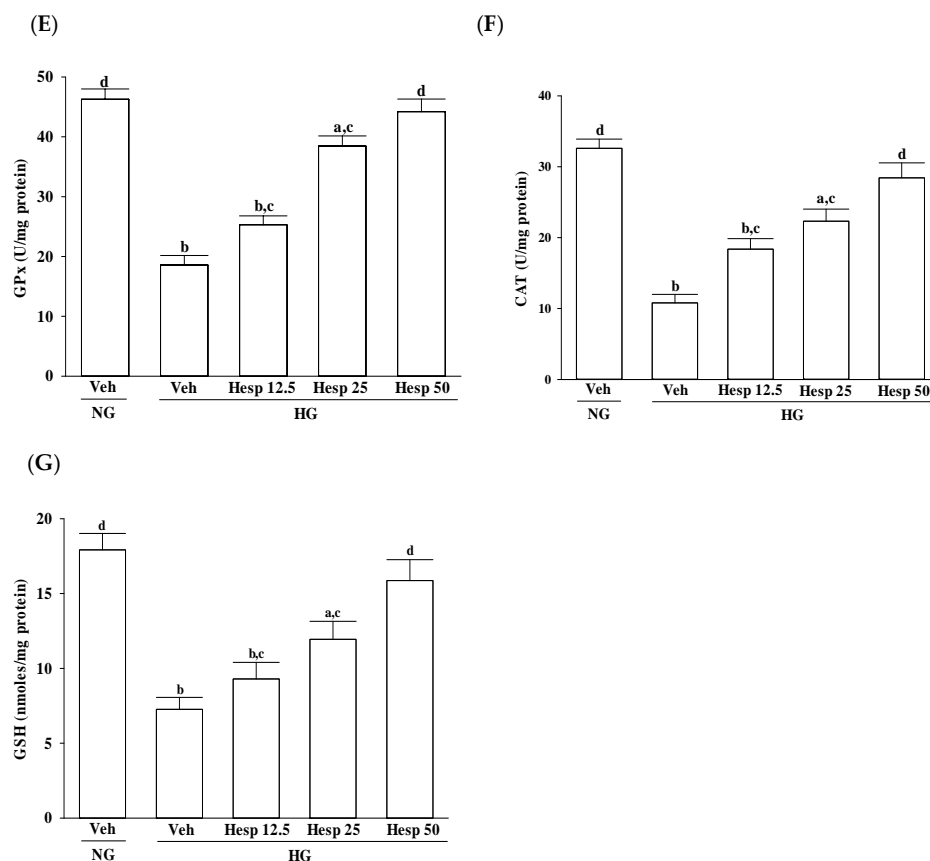 (E)
GPx (U/mg protein)
50
40
30
20
10
0
d
b
b,c
a,c
d
Veh
Veh
Hesp 12.5
Hesp 25
Hesp 50
NG
HG
(F)
CAT (U/mg protein)
40
30
20
10
0
d
b
b,c
a,c
d
Veh
Veh
Hesp 12.5
Hesp 25
Hesp 50
NG
HG
(G)
GSH (nmoles/mg protein)
20
15
10
5
0
d
b
b,c
a,c
d
Veh
Veh
Hesp 12.5
Hesp 25
Hesp 50
NG
HG